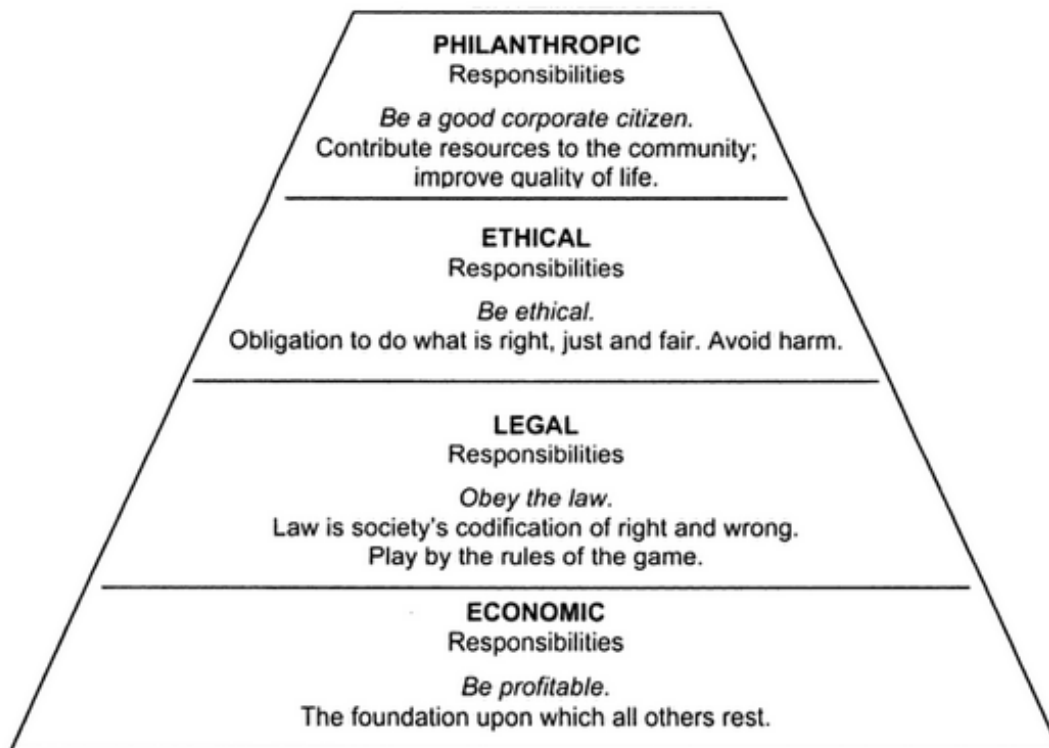 PHILANTHROPIC
Responsibilities
Be a good corporate citizen.
Contribute resources to the community;
improve quality of life.
ETHICAL
Responsibilities
Be ethical.
Obligation to do what is right, just and fair. Avoid harm.
LEGAL
Responsibilities
Obey the law.
Law is society's codification of right and wrong.
Play by the rules of the game.
ECONOMIC
Responsibilities
Be profitable.
The foundation upon which all others rest.